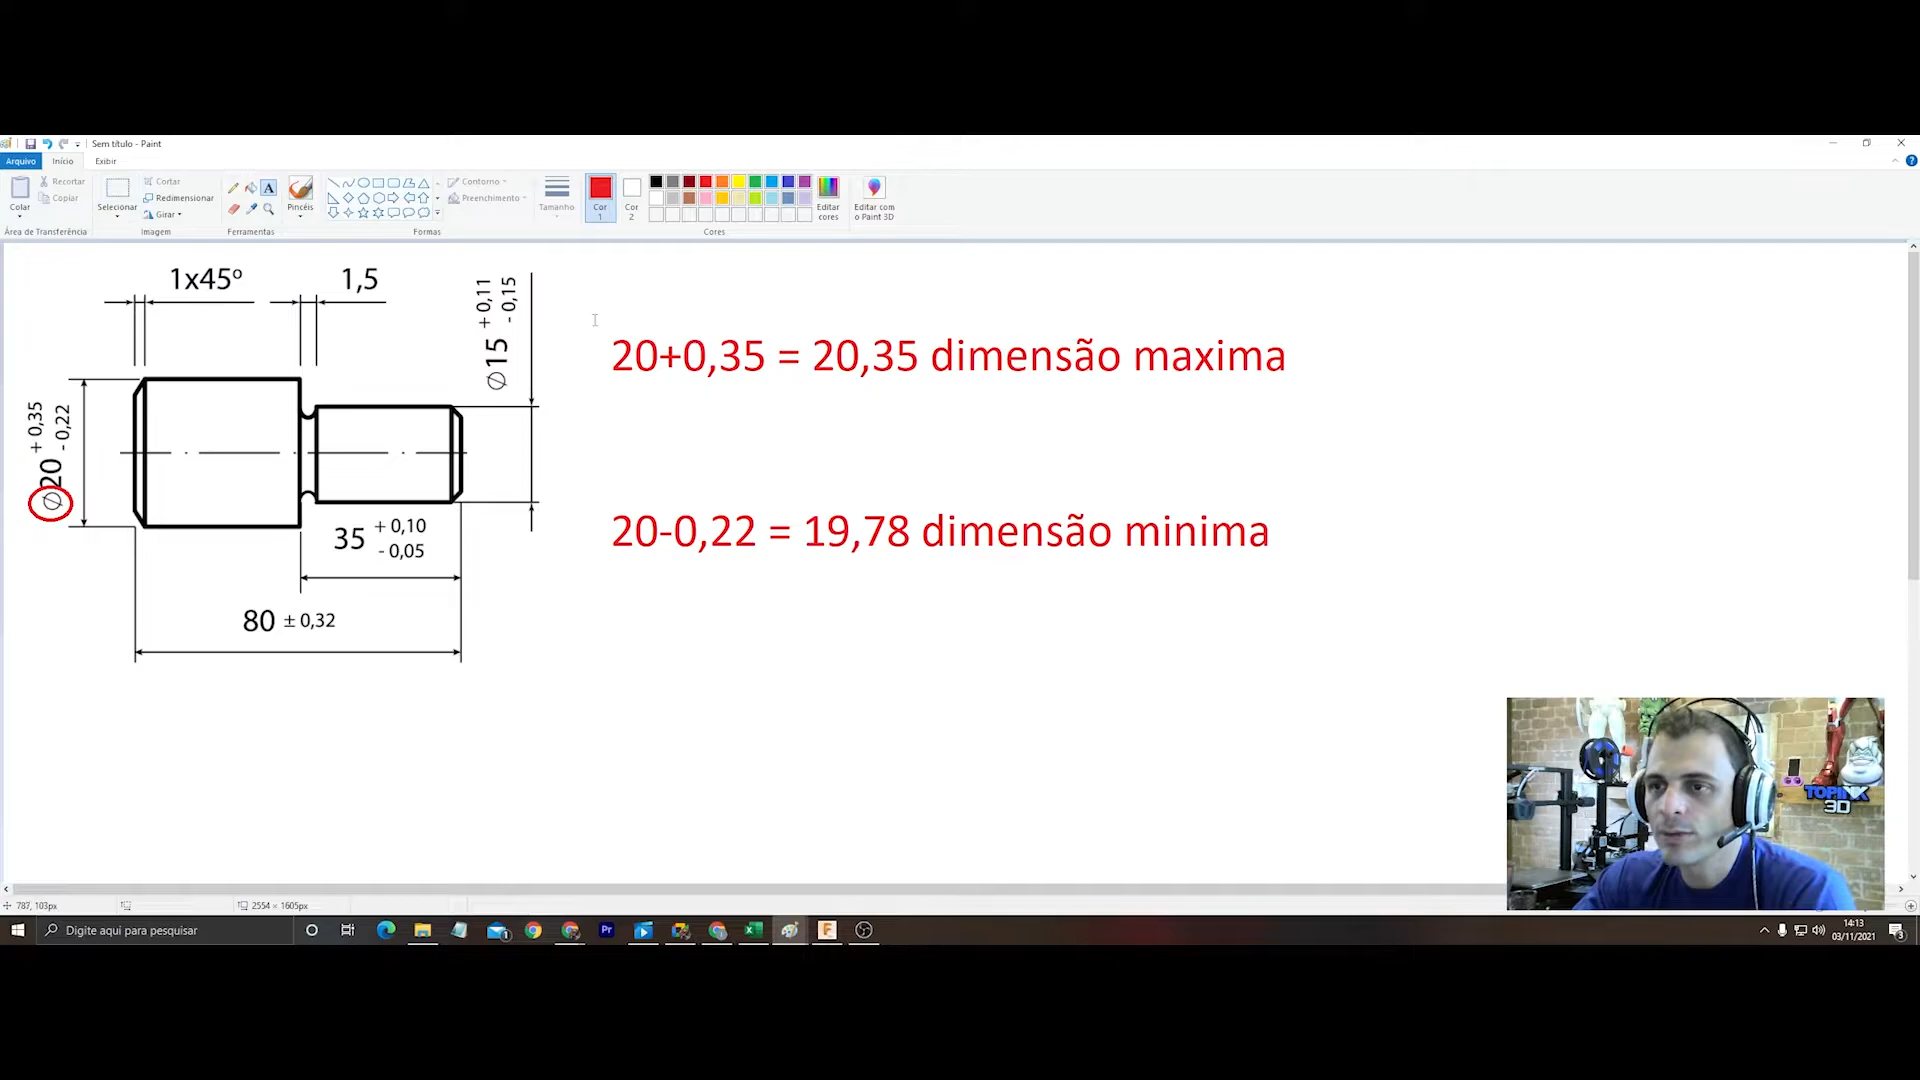 Sem título - Paint
Arquivo Início Exibir
Colar
Recortar
Copiar
Área de Transferência
Selecionar
Cortar
Redimensionar
Girar
Imagem
A
Ferramentas
Pincéis
Contorno
Preenchimento
Formas
Tamanho
Cor 1
Cor 2
Editar cores
Editar com o Paint 3D
Cores
1x45º
1,5
Ø15 +0,11 -0,15
Ø20 +0,35 -0,22
35 +0,10 -0,05
80 ±0,32
20+0,35 = 20,35 dimensão maxima
20-0,22 = 19,78 dimensão minima
TOPINK
3D
787, 103px
2554 × 1605px
Digite aqui para pesquisar
Pr
14:13
03/11/2021